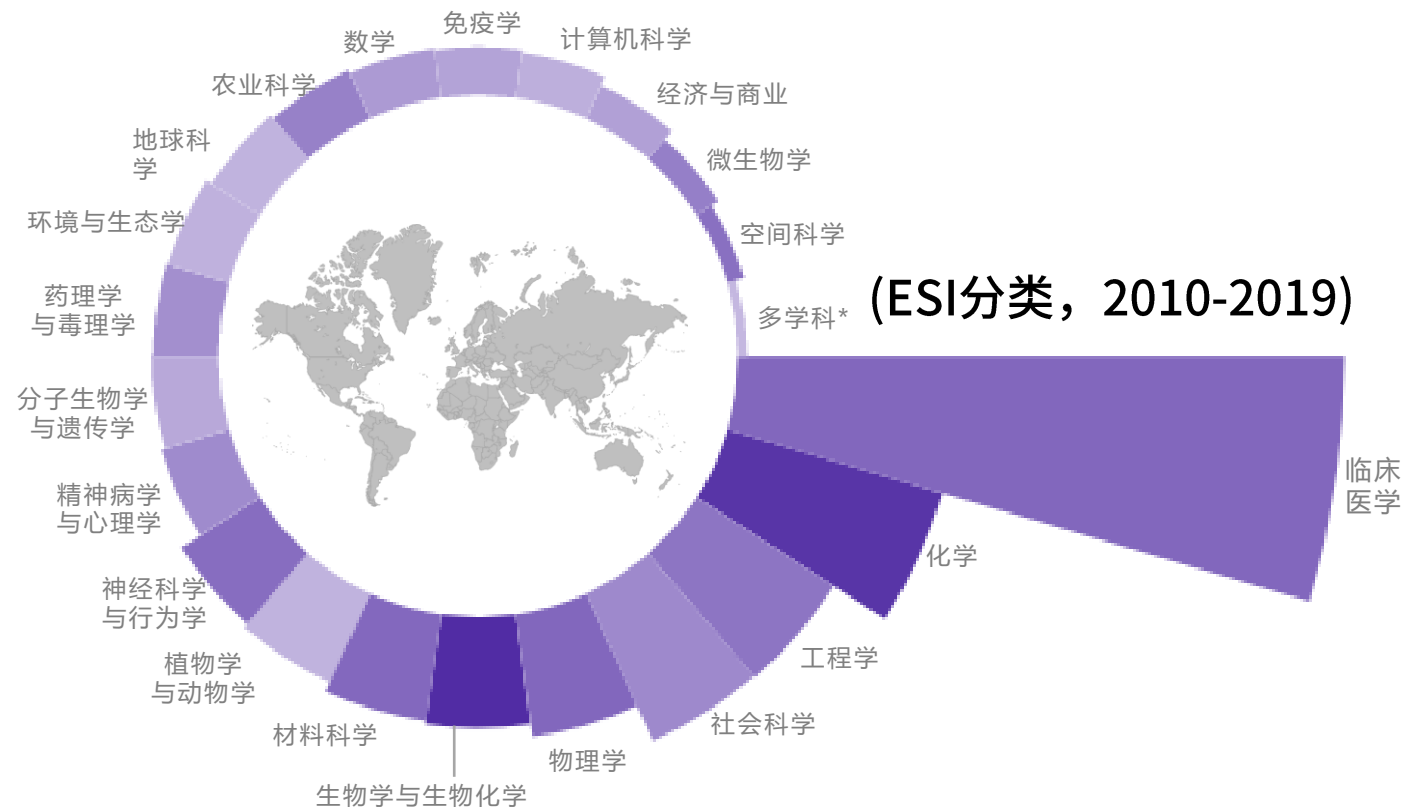 免疫学
数学
计算机科学
农业科学
经济与商业
地球科
学
微生物学
环境与生态学
空间科学
药理学
与毒理学
多学科*
(ESI分类，2010-2019)
分子生物学
与遗传学
临床
医学
精神病学
与心理学
化学
神经科学
与行为学
工程学
植物学
与动物学
社会科学
材料科学
物理学
生物学与生物化学